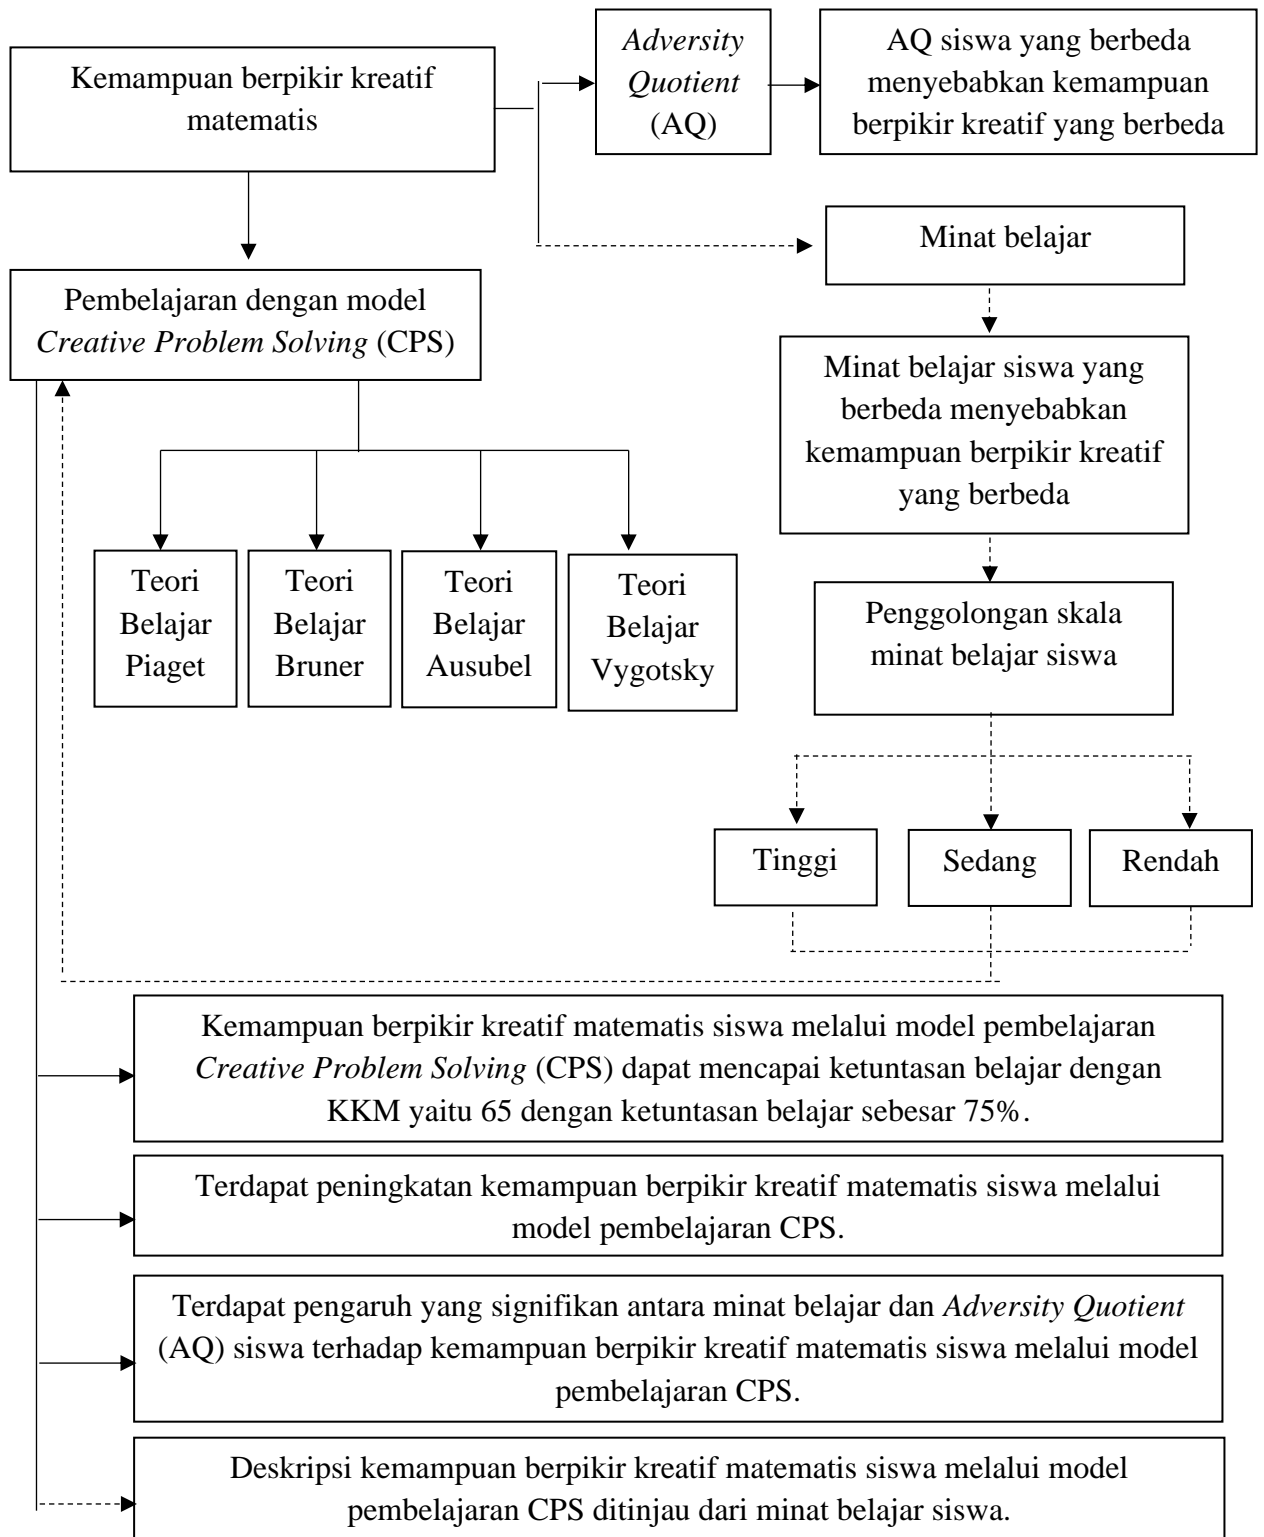 Kemampuan berpikir kreatif
matematis
Adversity
Quotient
(AQ)
AQ siswa yang berbeda
menyebabkan kemampuan
berpikir kreatif yang berbeda
Minat belajar
Pembelajaran dengan model
Creative Problem Solving (CPS)
Minat belajar siswa yang
berbeda menyebabkan
kemampuan berpikir kreatif
yang berbeda
Teori
Belajar
Piaget
Teori
Belajar
Bruner
Teori
Belajar
Ausubel
Teori
Belajar
Vygotsky
Penggolongan skala
minat belajar siswa
Tinggi
Sedang
Rendah
Kemampuan berpikir kreatif matematis siswa melalui model pembelajaran
Creative Problem Solving (CPS) dapat mencapai ketuntasan belajar dengan
KKM yaitu 65 dengan ketuntasan belajar sebesar 75%.
Terdapat peningkatan kemampuan berpikir kreatif matematis siswa melalui
model pembelajaran CPS.
Terdapat pengaruh yang signifikan antara minat belajar dan Adversity Quotient
(AQ) siswa terhadap kemampuan berpikir kreatif matematis siswa melalui model
pembelajaran CPS.
Deskripsi kemampuan berpikir kreatif matematis siswa melalui model
pembelajaran CPS ditinjau dari minat belajar siswa.